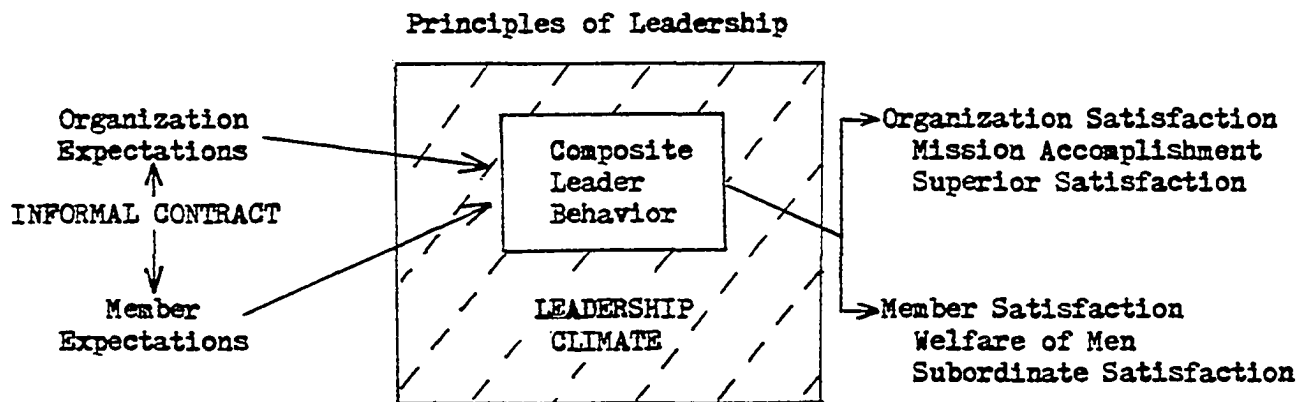 Principles of Leadership
Organization
Expectations
INFORMAL CONTRACT
Member
Expectations
Composite
Leader
Behavior
LEADERSHIP
CLIMATE
Organization Satisfaction
Mission Accomplishment
Superior Satisfaction
Member Satisfaction
Welfare of Men
Subordinate Satisfaction